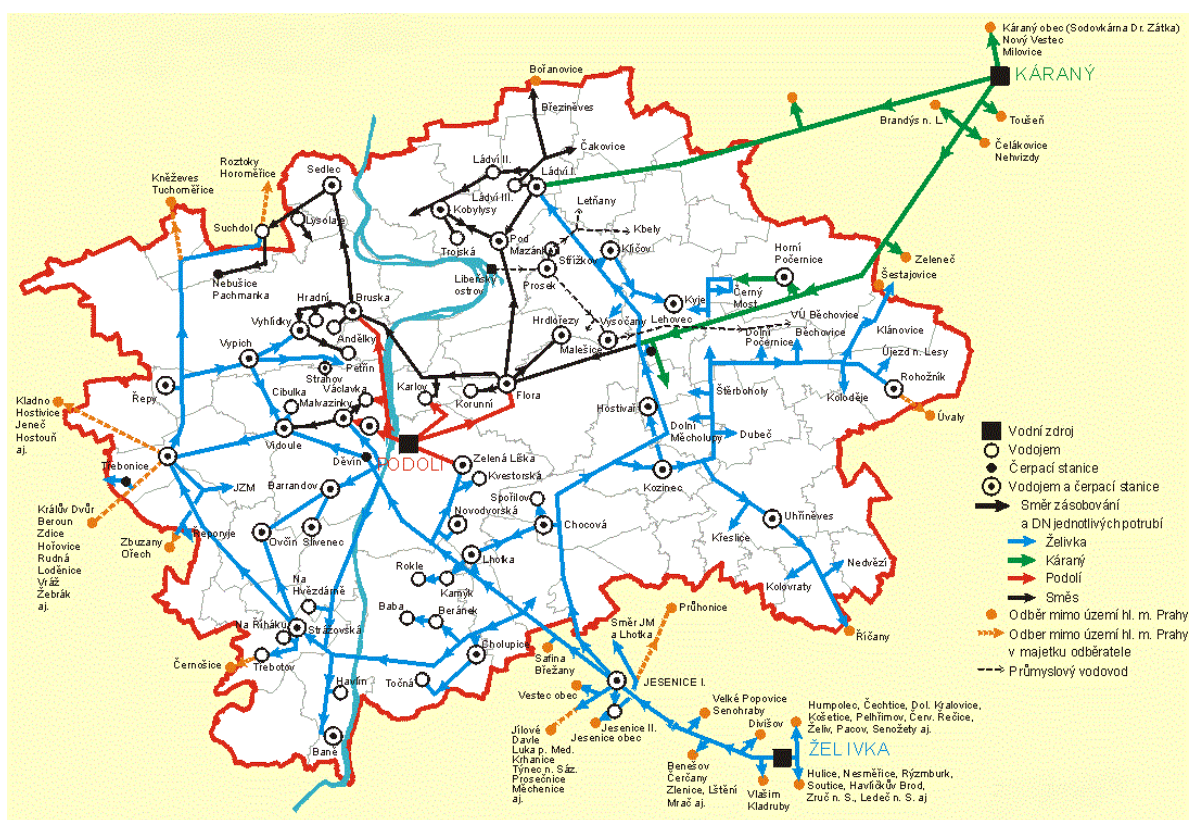 Káraný obec (Sodovkárna Dr. Zátka)
Nový Vestec
Milovice
KÁRANÝ
Bořanovice
Březiněves
Brandýs n. L.
Toušeň
Čelákovice
Nehvizdy
Čakovice
Roztoky
Horoměřice
Sedlec
Ládví II.
Ládví I.
Ládví III.
Kněževes
Tuchoměřice
Suchdol
Lysolaje
Kobylysy
Letňany
Kbely
Trojská
Pod
Mazánkou
Klíčov
Střížkov
Horní
Počernice
Zeleneč
Šestajovice
Nebušice
Pachmanka
Libeňský
ostrov
Prosek
Černý
Most
Kyje
Lehovec
Hradní
Bruska
Vyhlídky
Andělky
Hrdlořezy
Vysočany
Malešice
VÚ Běchovice
Běchovice
Dolní
Počernice
Klánovice
Újezd n. Lesy
Vypich
Petřín
Strahov
Karlov
Korunní
Flora
Řepy
Cibulka
Václavka
Malvazinky
Štěrboholy
Koloděje
Rohožník
Úvaly
Kladno
Hostivice
Jeneč
Hostouň
aj.
Hostivař
Dolní
Měcholupy
Dubeč
Vidoule
Děvín
PODOLÍ
Zelená Liška
Kvestorská
Třebonice
Barrandov
JZM
Spořilov
Kozinec
Králův Dvůr
Beroun
Zdice
Hořovice
Rudná
Loděnice
Vráž
Žebrák
aj.
Zbuzany
Ořech
Řeporyje
Ovčín
Slivenec
Novodvorská
Chocová
Uhříněves
Křeslice
Nedvězí
Kolovraty
Říčany
Lhotka
Rokle
Kamýk
Na
Hvězdárně
Baba
Beránek
Na Říháku
Strázovská
Cholupice
Černošice
Třebotov
Točná
Havlín
Baně
Směr JM
a Lhotka
Průhonice
Safina
Břežany
JESENICE I.
Vestec obec
Jesenice II.
Jesenice obec
Jílové
Davle
Luka p. Med.
Krhanice
Týnec n. Sáz.
Prosečnice
Měchenice
aj.
Velké Popovice
Senohraby
Divišov
Benešov
Čerčany
Zlenice, Lštění
Mrač aj.
Vlašim
Kladruby
Humpolec, Čechtice, Dol. Kralovice,
Košetice, Pelhřimov, Červ. Řečice,
Želiv, Pacov, Senožety aj.
ŽELIVKA
Hulice, Nesměřice, Rýzmburk,
Soutice, Havlíčkův Brod,
Zruč n. S., Ledeč n. S. aj
Vodní zdroj
Vodojem
Čerpací stanice
Vodojem a čerpací stanice
Směr zásobování
a DN jednotlivých potrubí
Želivka
Káraný
Podolí
Směs
Odběr mimo území hl. m. Prahy
Odber mimo území hl. m. Prahy
v majetku odběratele
Průmyslový vodovod